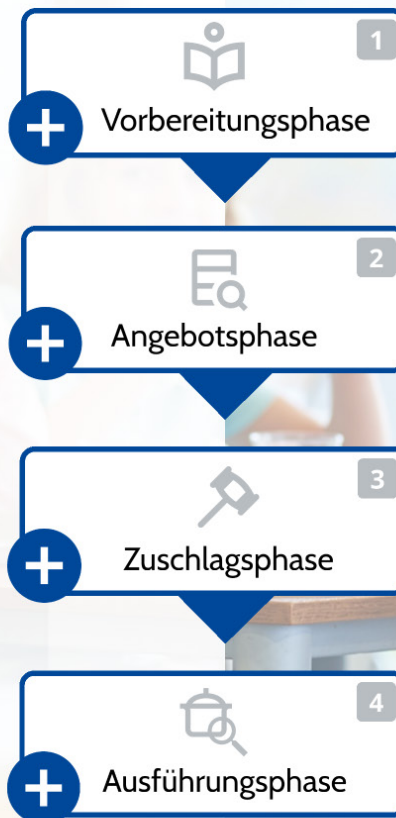 1
Vorbereitungsphase
2
Angebotsphase
3
Zuschlagsphase
4
Ausführungsphase